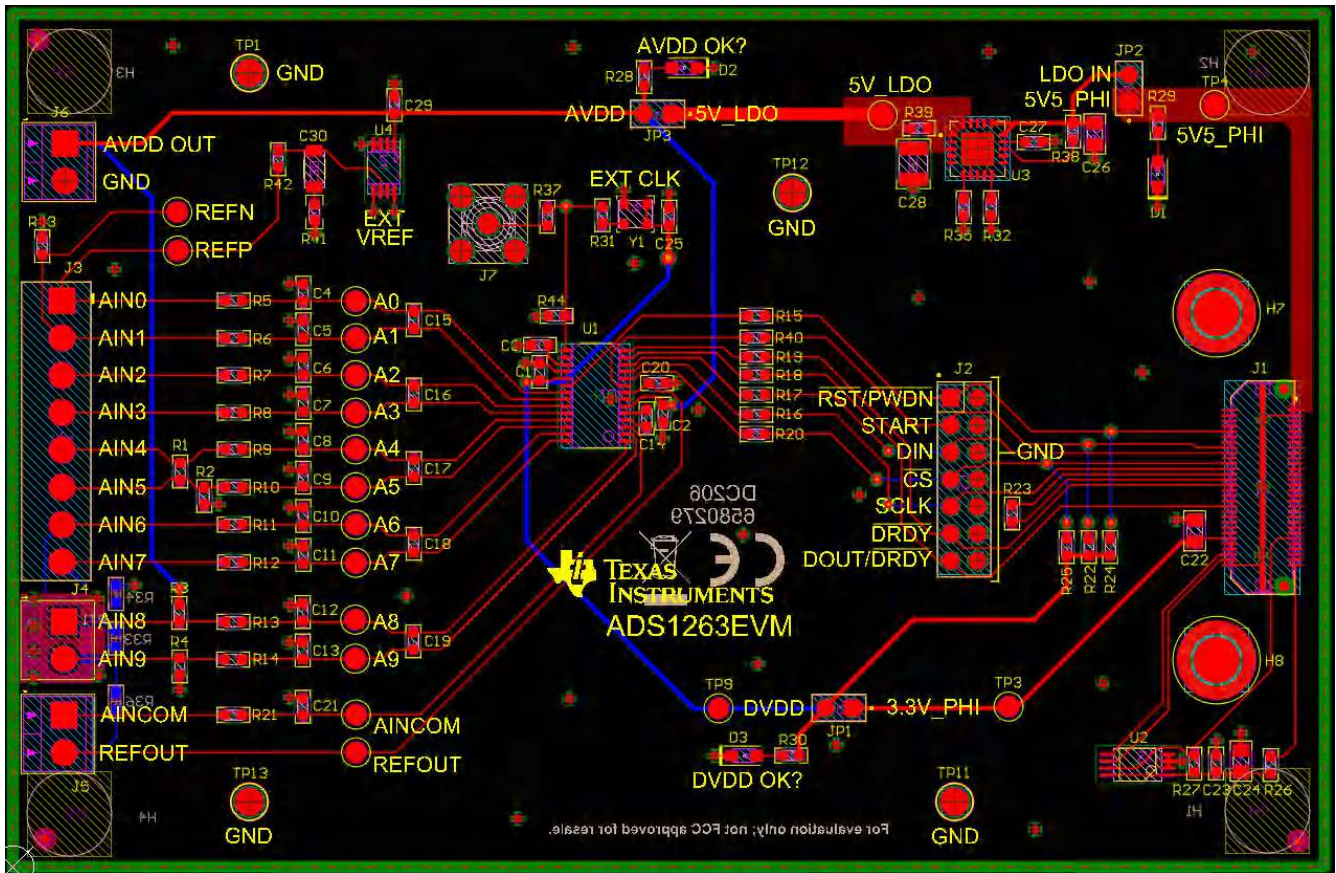 TP1
GND
H3
J6
AVDD OUT
GND
C29
C30
U4
R42
R41
EXT
VREF
REFN
REFP
AVDD OK?
R28
D2
AVDD
5V_LDO
JP3
5V_LDO
R39
C28
U3
C27
R38
C26
R35
R32
JP2
LDO IN
5V5_PHI
H2
TP4
R29
5V5_PHI
D1
TP12
GND
EXT CLK
R37
J7
R31
Y1
C25
J3
AIN0
R5
C4
A0
C15
AIN1
R6
C5
A1
AIN2
R7
C6
A2
C16
AIN3
R8
C7
A3
AIN4
R1
R9
C8
A4
C17
AIN5
R2
R10
C9
A5
AIN6
R11
C10
A6
C18
AIN7
R12
C11
A7
J4
R34
R3
AIN8
R13
C12
A8
C19
R33
R4
AIN9
R14
C13
A9
R36
AINCOM
R21
C21
AINCOM
REFOUT
REFOUT
J5
H4
TP13
GND
R44
U1
C20
C2
C14
R15
R40
R19
R18
R17
R16
R20
J2
RST/PWDN
START
DIN
CS
SCLK
DRDY
DOUT/DRDY
GND
R23
R25
R22
R24
H7
J1
C22
H8
DC206
6580279
CE
TEXAS
INSTRUMENTS
ADS1263EVM
TP9
DVDD
JP1
3.3V_PHI
TP3
D3
R30
DVDD OK?
TP11
GND
U2
R27
C23
C24
R26
H1
For evaluation only; not FCC approved for resale.